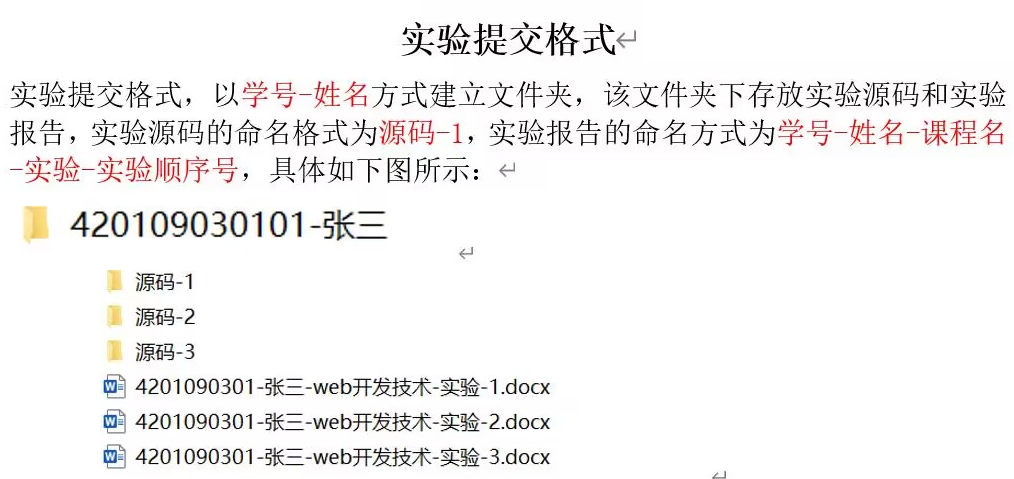 实验提交格式
实验提交格式，以学号-姓名方式建立文件夹，该文件夹下存放实验源码和实验
报告，实验源码的命名格式为源码-1，实验报告的命名方式为学号-姓名-课程名
-实验-实验顺序号，具体如下图所示：
420109030101-张三
源码-1
源码-2
源码-3
4201090301-张三-web开发技术-实验-1.docx
4201090301-张三-web开发技术-实验-2.docx
4201090301-张三-web开发技术-实验-3.docx